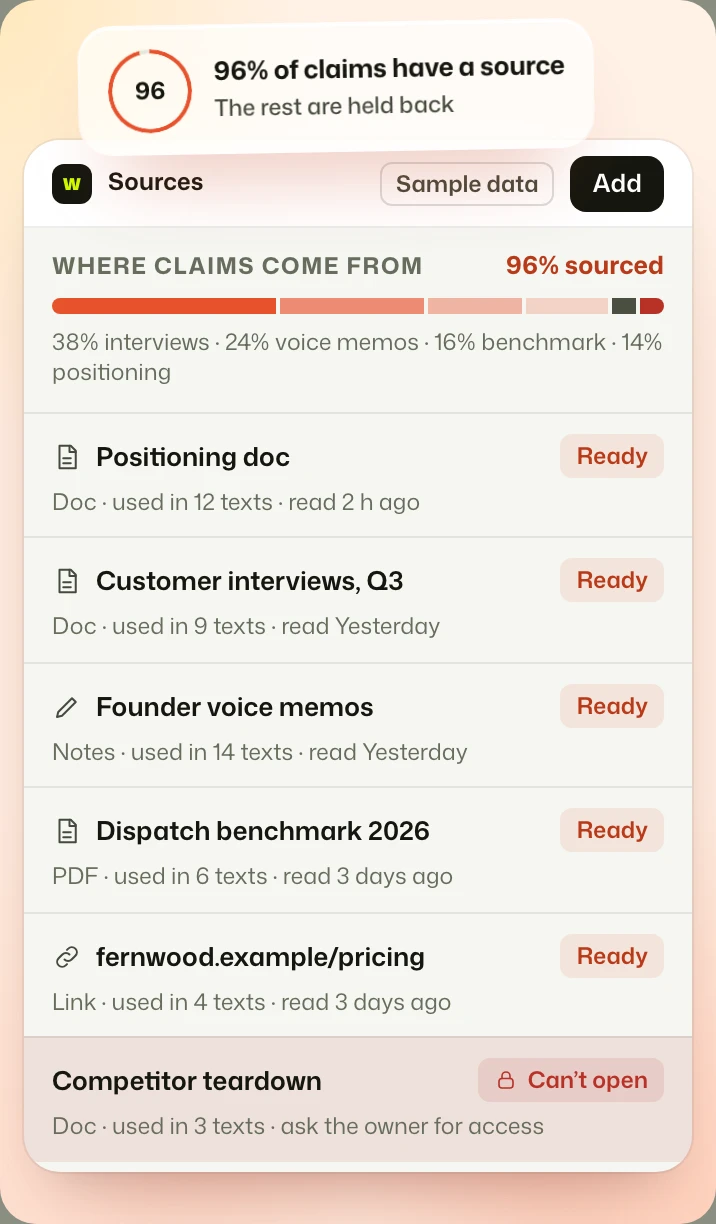 96
96% of claims have a source
The rest are held back
w
Sources
Sample data
Add
WHERE CLAIMS COME FROM
96% sourced
38% interviews · 24% voice memos · 16% benchmark · 14%
positioning
Positioning doc
Ready
Doc · used in 12 texts · read 2 h ago
Customer interviews, Q3
Ready
Doc · used in 9 texts · read Yesterday
Founder voice memos
Ready
Notes · used in 14 texts · read Yesterday
Dispatch benchmark 2026
Ready
PDF · used in 6 texts · read 3 days ago
fernwood.example/pricing
Ready
Link · used in 4 texts · read 3 days ago
Competitor teardown
Can’t open
Doc · used in 3 texts · ask the owner for access